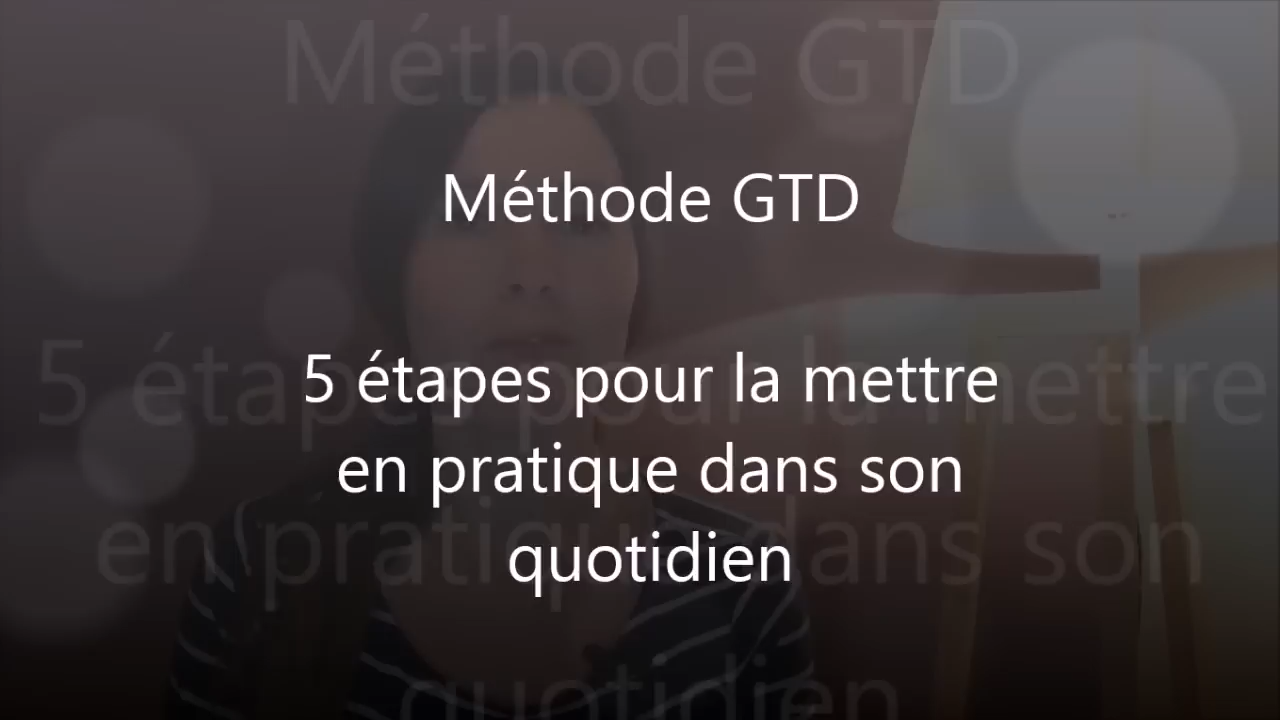 Méthode GTD
5 étapes pour la mettre
en pratique dans son
quotidien